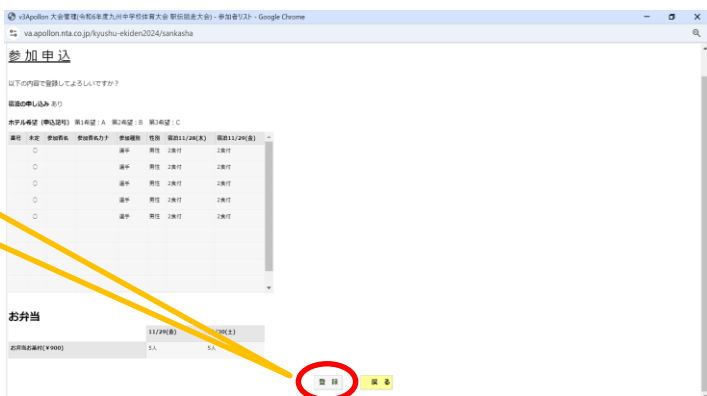 v3Apollon 大会管理(令和6年度九州中学校体育大会 駅伝競走大会) - 参加者リスト - Google Chrome
va.apollon.nta.co.jp/kyushu-ekiden2024/sankasha
参加申込
以下の内容で登録してよろしいですか？
宿泊の申し込み あり
ホテル希望 (申込記号) 第1希望：A 第2希望：B 第3希望：C
番号 未定 参加者名 参加者名カナ 参加種別 性別 宿泊11/28(木) 宿泊11/29(金)
○ 選手 男性 2食付 2食付
○ 選手 男性 2食付 2食付
○ 選手 男性 2食付 2食付
○ 選手 男性 2食付 2食付
○ 選手 男性 2食付 2食付
お弁当
11/29(金) /30(土)
お弁当お茶付(￥900) 5人 5人
登 録 戻 る